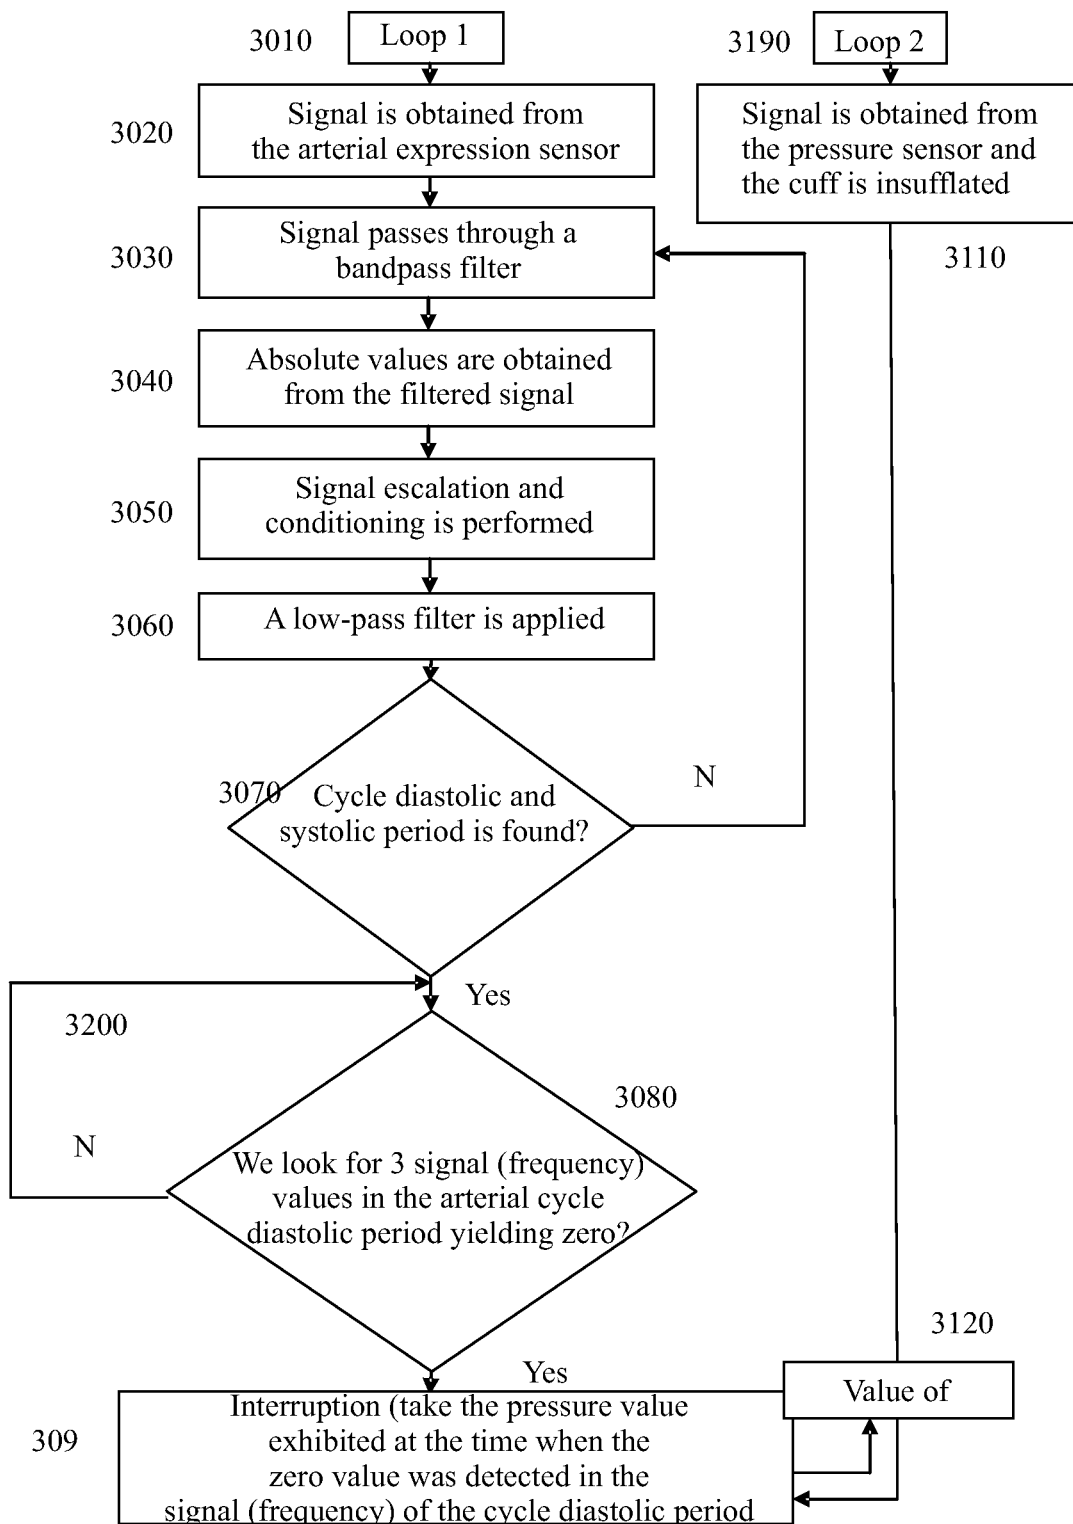 3010
Loop 1
3190
Loop 2
3020
Signal is obtained from
the arterial expression sensor
Signal is obtained from
the pressure sensor and
the cuff is insufflated
3030
Signal passes through a
bandpass filter
3110
3040
Absolute values are obtained
from the filtered signal
3050
Signal escalation and
conditioning is performed
3060
A low-pass filter is applied
3070
Cycle diastolic and
systolic period is found?
N
Yes
3200
3080
N
We look for 3 signal (frequency)
values in the arterial cycle
diastolic period yielding zero?
3120
Yes
Value of
309
Interruption (take the pressure value
exhibited at the time when the
zero value was detected in the
signal (frequency) of the cycle diastolic period